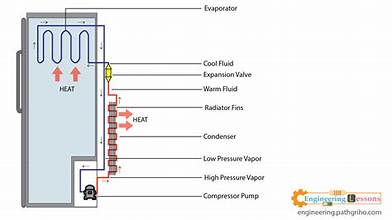 Evaporator
Cool Fluid
Expansion Valve
HEAT
Warm Fluid
Radiator Fins
HEAT
Condenser
Low Pressure Vapor
High Pressure Vapor
Compressor Pump
Engineering Lessons
engineering.pathgriho.com